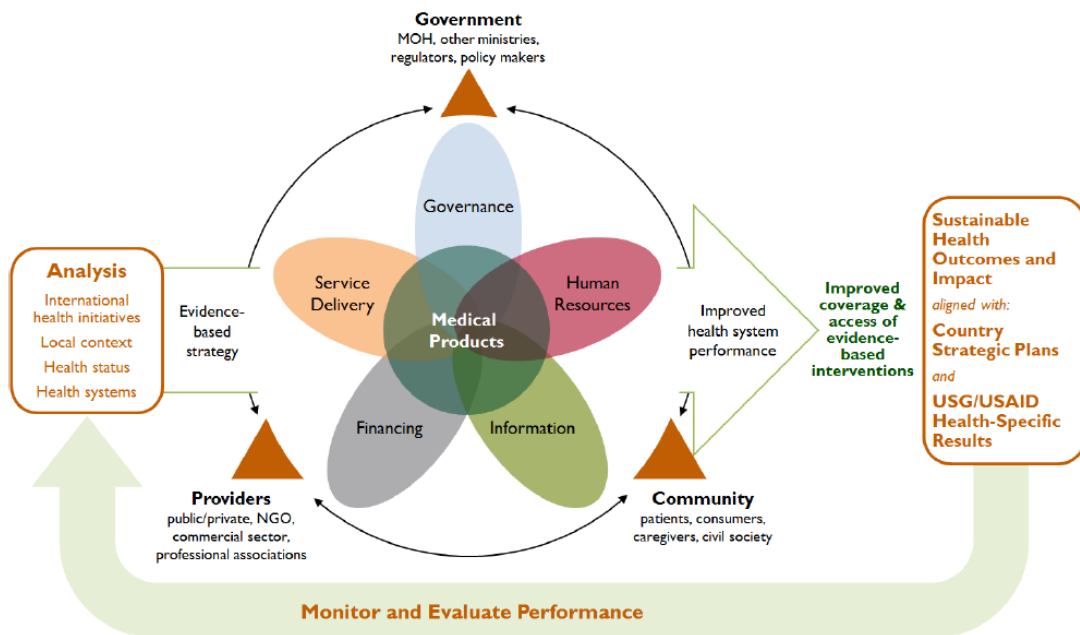 Government
MOH, other ministries,
regulators, policy makers
Governance
Service
Delivery
Human
Resources
Medical
Products
Financing
Information
Analysis
International
health initiatives
Local context
Health status
Health systems
Evidence-
based
strategy
Improved
health system
performance
Improved
coverage &
access of
evidence-
based
interventions
Sustainable
Health
Outcomes and
Impact
aligned with:
Country
Strategic Plans
and
USG/USAID
Health-Specific
Results
Providers
public/private, NGO,
commercial sector,
professional associations
Community
patients, consumers,
caregivers, civil society
Monitor and Evaluate Performance